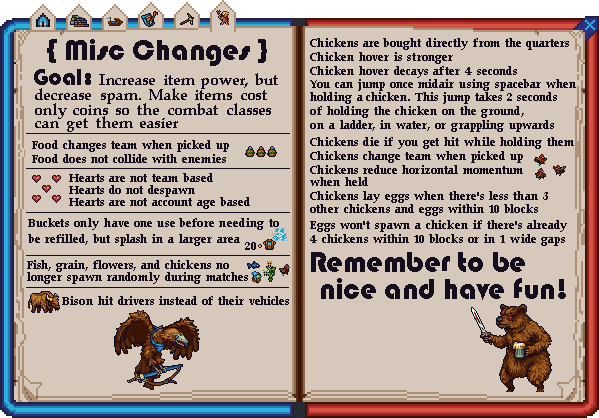 { Misc Changes }
Goal: Increase item power, but
decrease spam. Make items cost
only coins so the combat classes
can get them easier
Food changes team when picked up
Food does not collide with enemies
Hearts are not team based
Hearts do not despawn
Hearts are not account age based
Buckets only have one use before needing to
be refilled, but splash in a larger area 20
Fish, grain, flowers, and chickens no
longer spawn randomly during matches
Bison hit drivers instead of their vehicles
Chickens are bought directly from the quarters
Chicken hover is stronger
Chicken hover decays after 4 seconds
You can jump once midair using spacebar when
holding a chicken. This jump takes 2 seconds
of holding the chicken on the ground,
on a ladder, in water, or grappling upwards
Chickens die if you get hit while holding them
Chickens change team when picked up
Chickens reduce horizontal momentum
when held
Chickens lay eggs when there's less than 3
other chickens and eggs within 10 blocks
Eggs won't spawn a chicken if there's already
4 chickens within 10 blocks or in 1 wide gaps
Remember to be
nice and have fun!